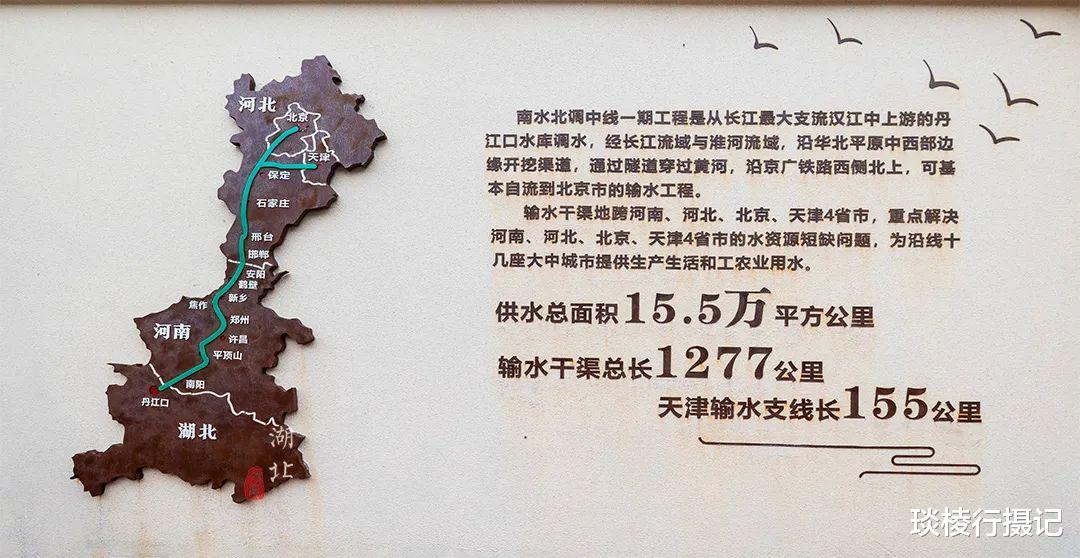 河北
北京
天津
保定
石家庄
邢台
邯郸
安阳
鹤壁
新乡
焦作
郑州
河南
许昌
平顶山
南阳
丹江口
湖北
湖北
南水北调中线一期工程是从长江最大支流汉江中上游的丹
江口水库调水，经长江流域与淮河流域，沿华北平原中西部边
缘开挖渠道，通过隧道穿过黄河，沿京广铁路西侧北上，可基
本自流到北京市的输水工程。
输水干渠地跨河南、河北、北京、天津4省市，重点解决
河南、河北、北京、天津4省市的水资源短缺问题，为沿线十
几座大中城市提供生产生活和工农业用水。
供水总面积15.5万平方公里
输水干渠总长1277公里
天津输水支线长155公里
琰棱行摄记